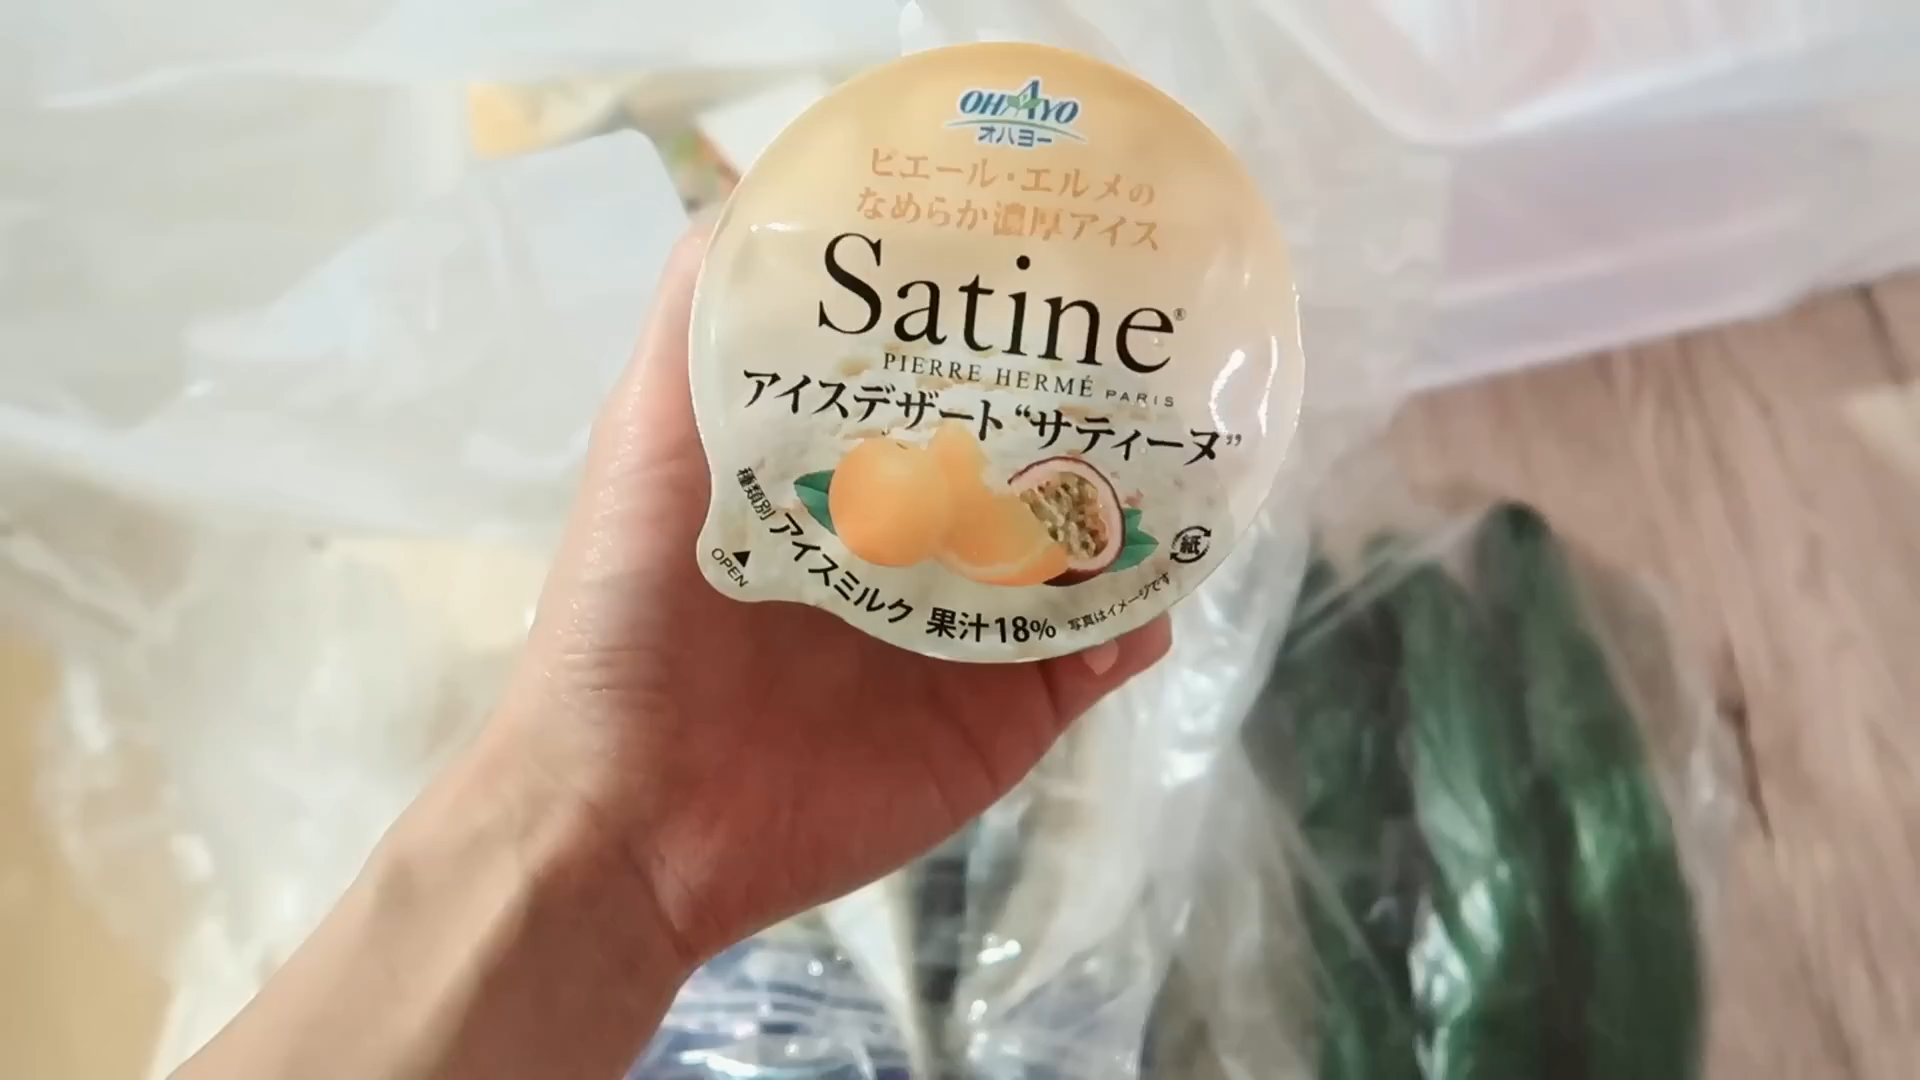 OHAYO
オハヨー
ピエール・エルメの
なめらか濃厚アイス
Satine®
PIERRE HERMÉ PARIS
アイスデザート“サティーヌ”
種類別 アイスミルク 果汁18% 写真はイメージです
OPEN
紙